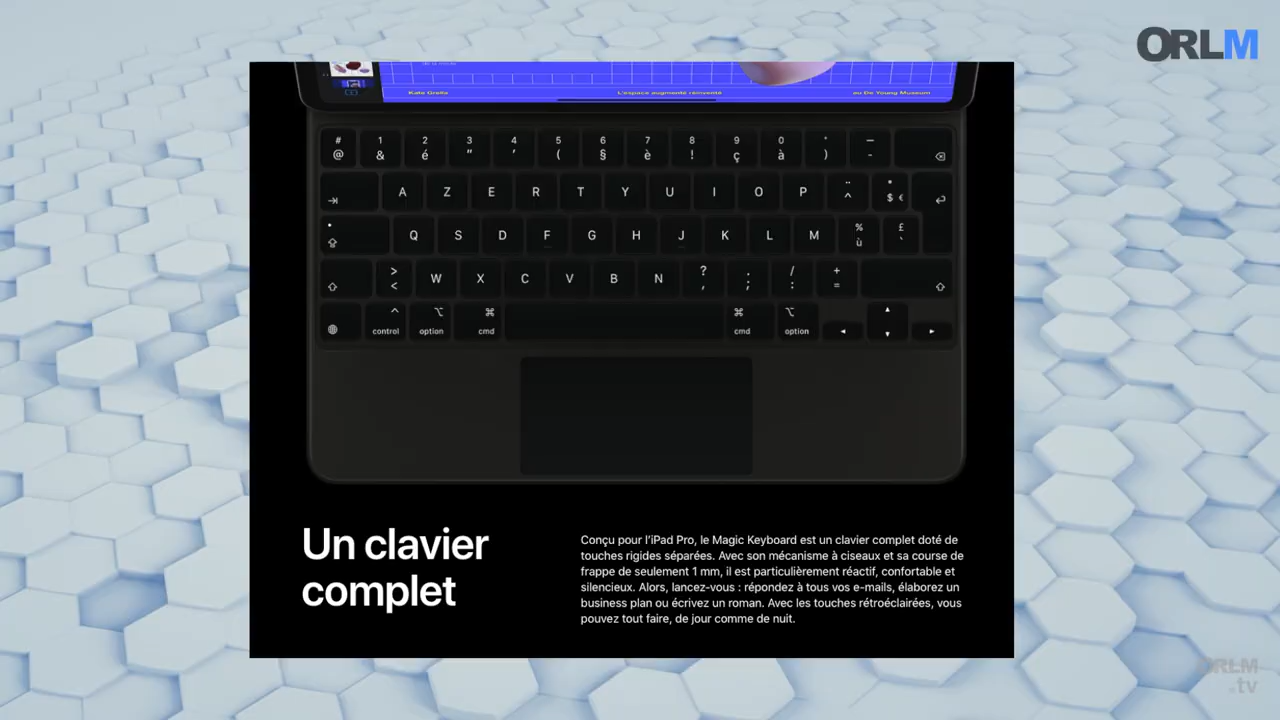 ORLM
Kate Grella L'espace augmenté réinventé au De Young Museum
# 1 2 3 4 5 6 7 8 9 0 ° —
@ & é " ' ( § è ! ç à ) -
A Z E R T Y U I O P ¨ ^ * $ €
Q S D F G H J K L M % ù £ `
> < W X C V B N ? , . ; / : + =
control option cmd cmd option
Un clavier
complet
Conçu pour l'iPad Pro, le Magic Keyboard est un clavier complet doté de
touches rigides séparées. Avec son mécanisme à ciseaux et sa course de
frappe de seulement 1 mm, il est particulièrement réactif, confortable et
silencieux. Alors, lancez-vous : répondez à tous vos e-mails, élaborez un
business plan ou écrivez un roman. Avec les touches rétroéclairées, vous
pouvez tout faire, de jour comme de nuit.
ORLM
.tv